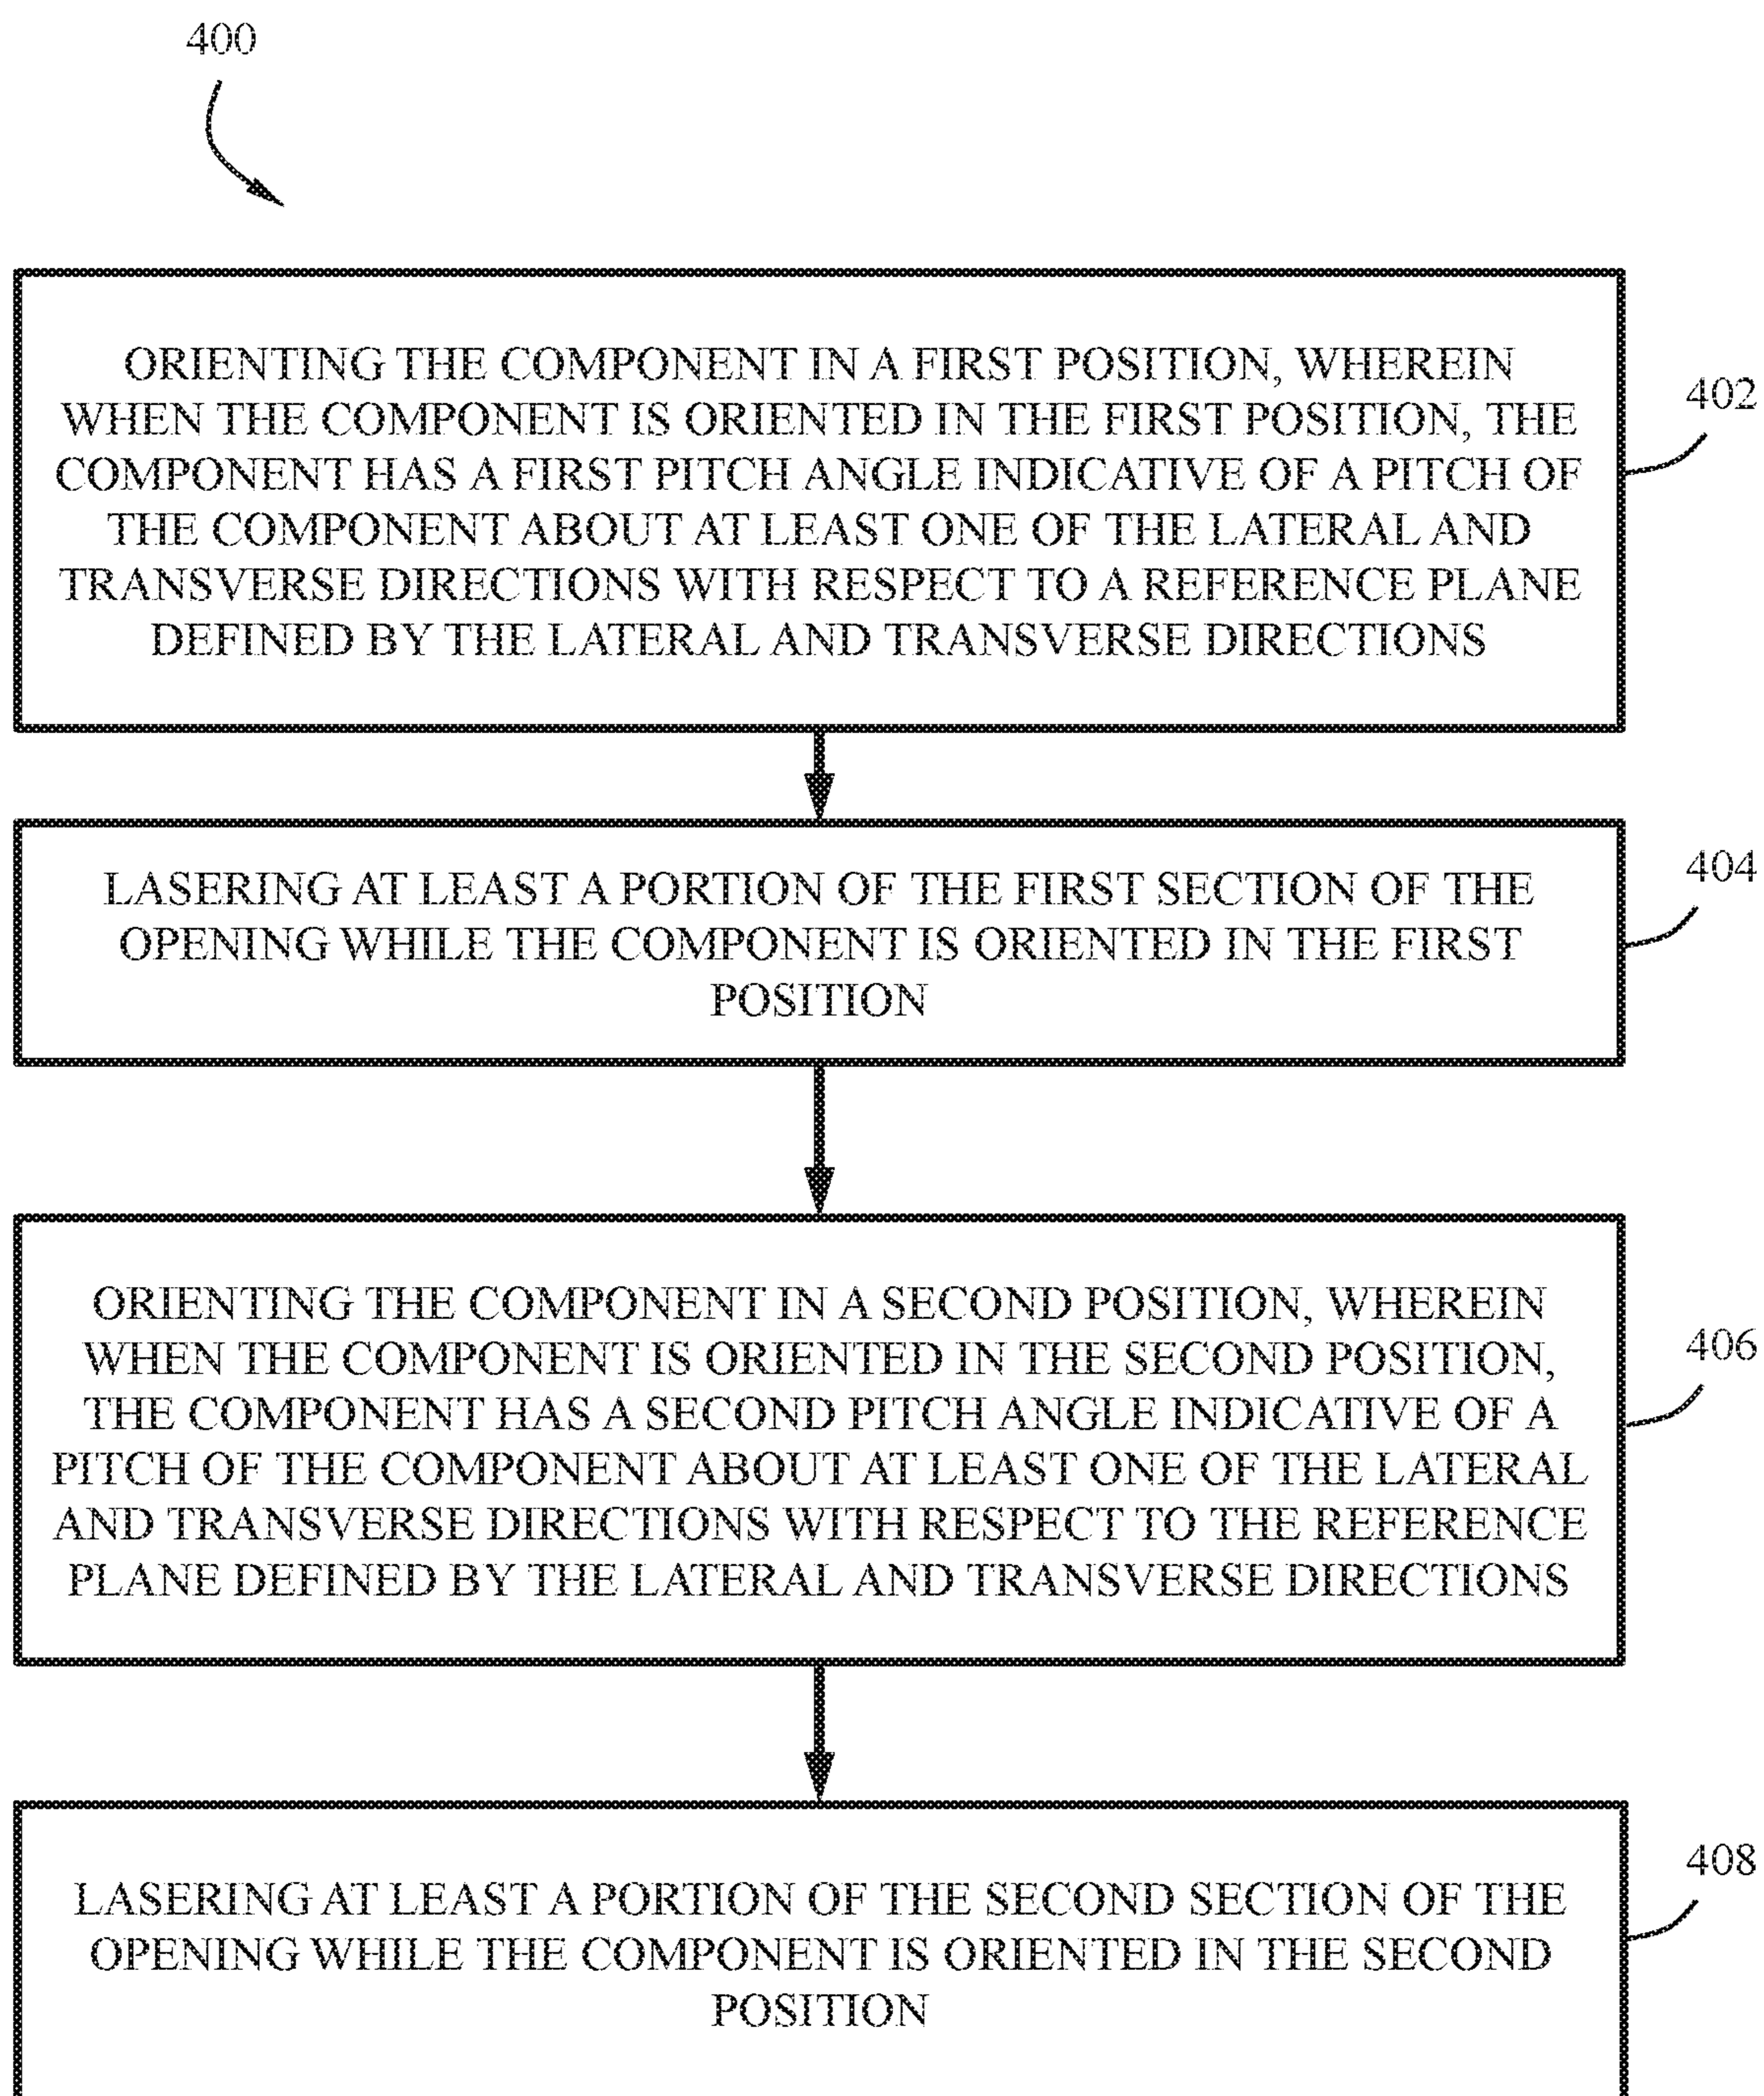 400
ORIENTING THE COMPONENT IN A FIRST POSITION, WHEREIN
WHEN THE COMPONENT IS ORIENTED IN THE FIRST POSITION, THE
COMPONENT HAS A FIRST PITCH ANGLE INDICATIVE OF A PITCH OF
THE COMPONENT ABOUT AT LEAST ONE OF THE LATERAL AND
TRANSVERSE DIRECTIONS WITH RESPECT TO A REFERENCE PLANE
DEFINED BY THE LATERAL AND TRANSVERSE DIRECTIONS
402
LASERING AT LEAST A PORTION OF THE FIRST SECTION OF THE
OPENING WHILE THE COMPONENT IS ORIENTED IN THE FIRST
POSITION
404
ORIENTING THE COMPONENT IN A SECOND POSITION, WHEREIN
WHEN THE COMPONENT IS ORIENTED IN THE SECOND POSITION,
THE COMPONENT HAS A SECOND PITCH ANGLE INDICATIVE OF A
PITCH OF THE COMPONENT ABOUT AT LEAST ONE OF THE LATERAL
AND TRANSVERSE DIRECTIONS WITH RESPECT TO THE REFERENCE
PLANE DEFINED BY THE LATERAL AND TRANSVERSE DIRECTIONS
406
LASERING AT LEAST A PORTION OF THE SECOND SECTION OF THE
OPENING WHILE THE COMPONENT IS ORIENTED IN THE SECOND
POSITION
408